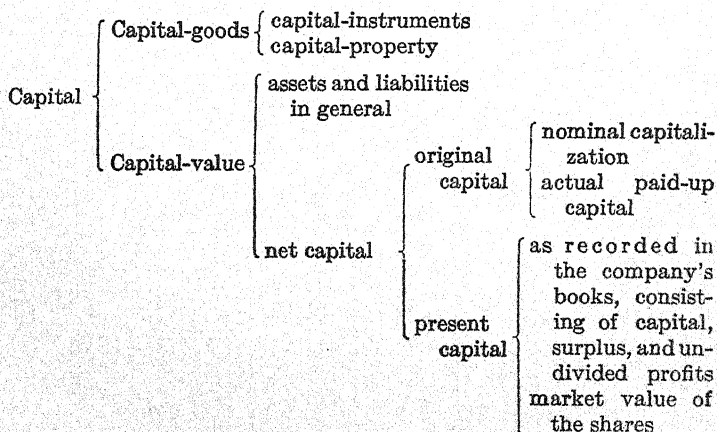 Capital
Capital-goods
capital-instruments
capital-property
Capital-value
assets and liabilities
in general
net capital
original
capital
nominal capitali-
zation
actual paid-up
capital
present
capital
as recorded in
the company's
books, consist-
ing of capital,
surplus, and un-
divided profits
market value of
the shares